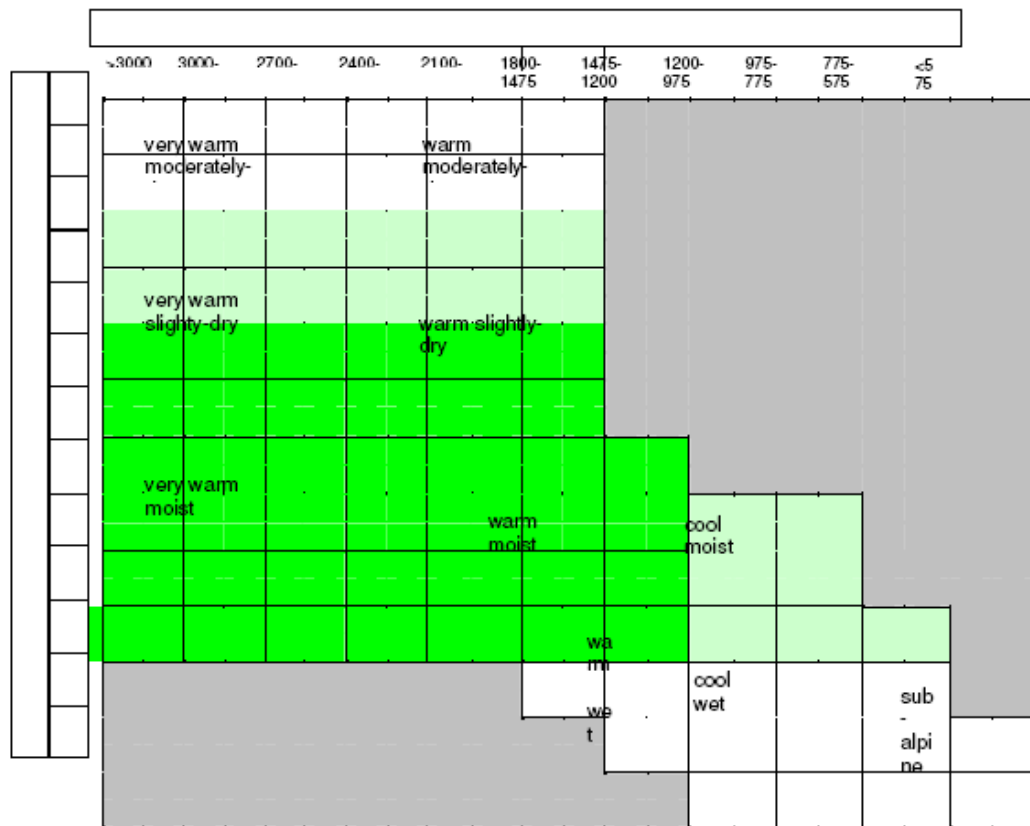 >3000 3000- 2700- 2400- 2100- 1800- 1475- 1200- 975- 775- <5
1475 1200 975 775 575 75
very warm
moderately-
warm
moderately-
very warm
slighty-dry
warm slightly-
dry
very warm
moist
warm
moist
cool
moist
wa
rm
we
t
cool
wet
sub
-
alpi
ne